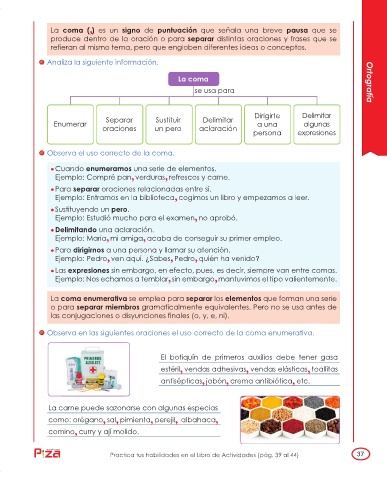 La coma (,) es un signo de puntuación que señala una breve pausa que se
produce dentro de la oración o para separar distintas oraciones y frases que se
refieran al mismo tema, pero que engloben diferentes ideas o conceptos.
Ortografía
Analiza la siguiente información.
La coma
se usa para
Enumerar
Separar
oraciones
Sustituir
un pero
Delimitar
aclaración
Dirigirte
a una
persona
Delimitar
algunas
expresiones
Observa el uso correcto de la coma.
• Cuando enumeramos una serie de elementos.
Ejemplo: Compré pan, verduras, refrescos y carne.
• Para separar oraciones relacionadas entre sí.
Ejemplo: Entramos en la biblioteca, cogimos un libro y empezamos a leer.
• Sustituyendo un pero.
Ejemplo: Estudió mucho para el examen, no aprobó.
• Delimitando una aclaración.
Ejemplo: María, mi amiga, acaba de conseguir su primer empleo.
• Para dirigirnos a una persona y llamar su atención.
Ejemplo: Pedro, ven aquí. ¿Sabes, Pedro, quién ha venido?
• Las expresiones sin embargo, en efecto, pues, es decir, siempre van entre comas.
Ejemplo: Nos echamos a temblar, sin embargo, mantuvimos el tipo valientemente.
La coma enumerativa se emplea para separar los elementos que forman una serie
o para separar miembros gramaticalmente equivalentes. Pero no se usa antes de
las conjugaciones o disyunciones finales (o, y, e, ni).
Observa en las siguientes oraciones el uso correcto de la coma enumerativa.
PRIMEROS
AUXILIOS
El botiquín de primeros auxilios debe tener gasa
estéril, vendas adhesivas, vendas elásticas, toallitas
antisépticas, jabón, crema antibiótica, etc.
La carne puede sazonarse con algunas especias
como: orégano, sal, pimienta, perejil, albahaca,
comino, curry y ají molido.
Pıza
Practica tus habilidades en el Libro de Actividades (pág. 39 al 44)
37